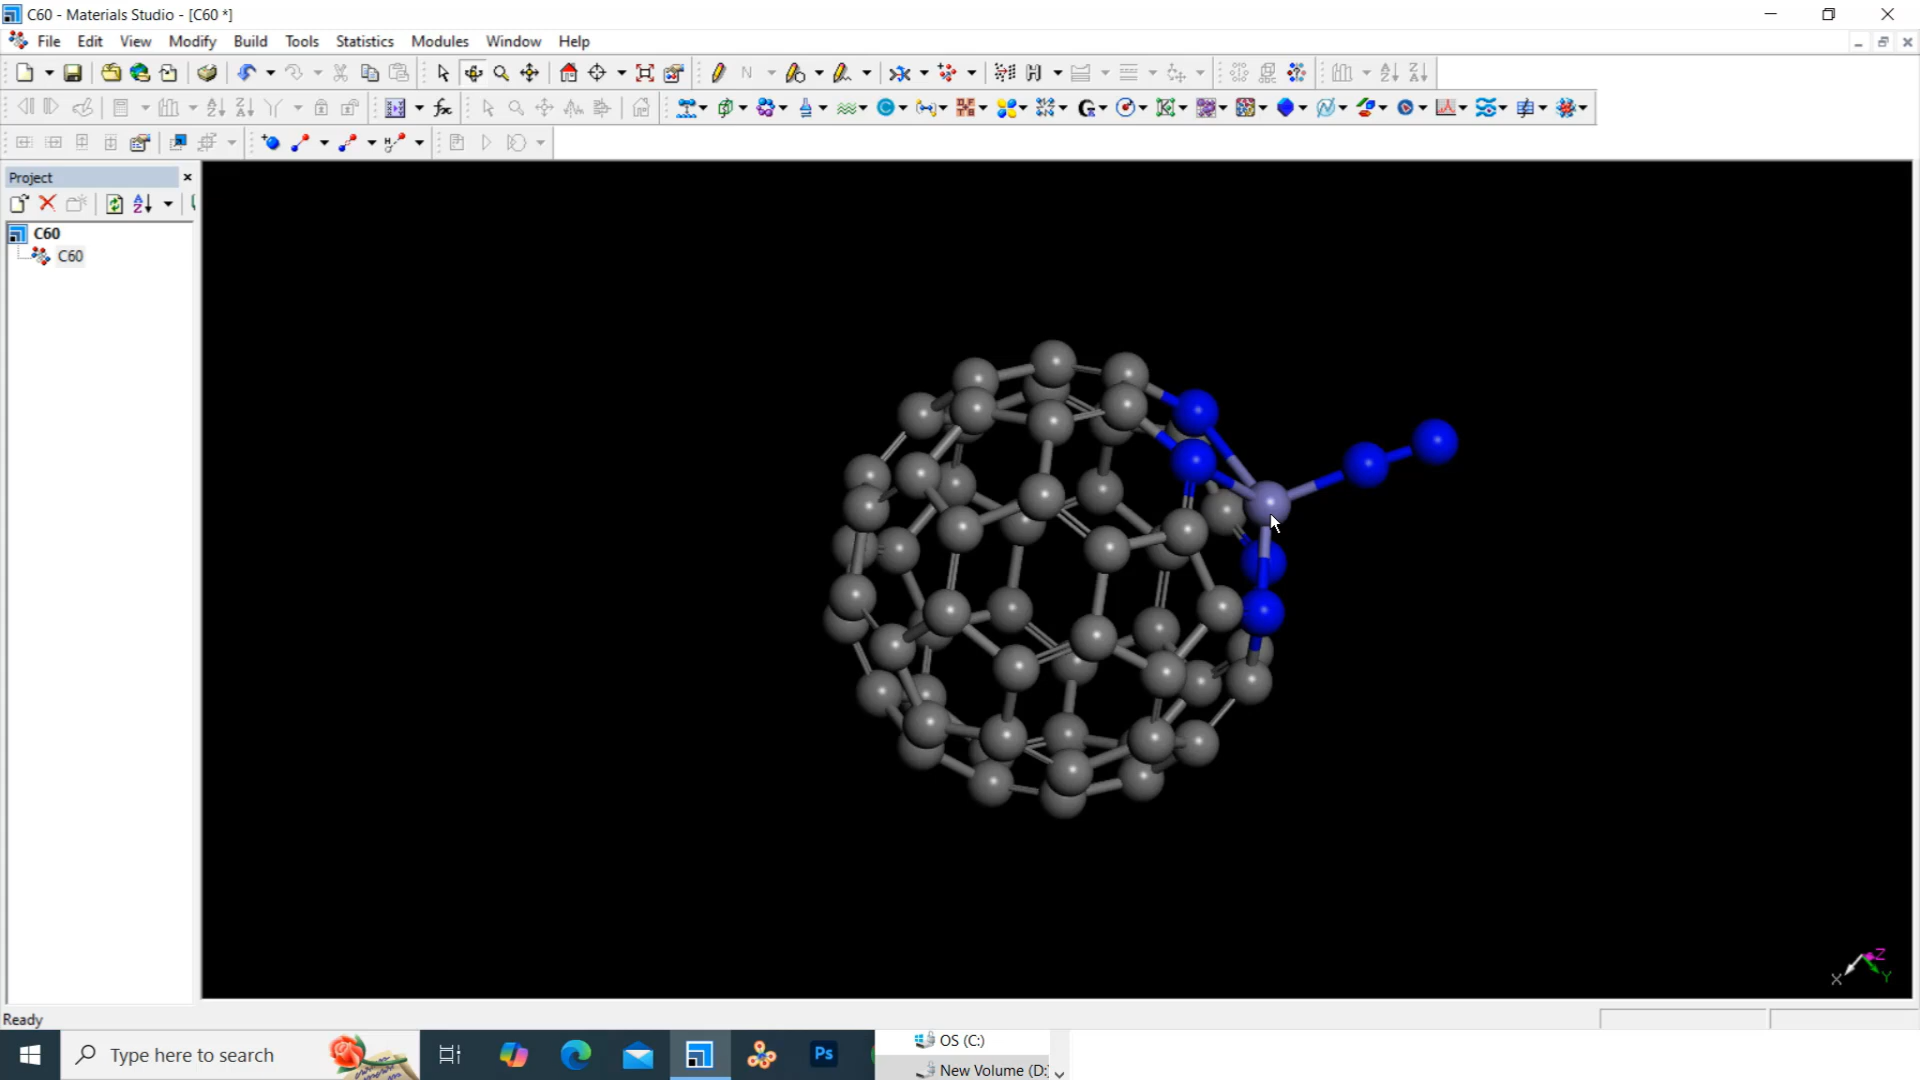 C60 - Materials Studio - [C60 *]
File Edit View Modify Build Tools Statistics Modules Window Help
Project
C60
C60
X
Z
Y
Ready
Type here to search
Ps
OS (C:)
New Volume (D: